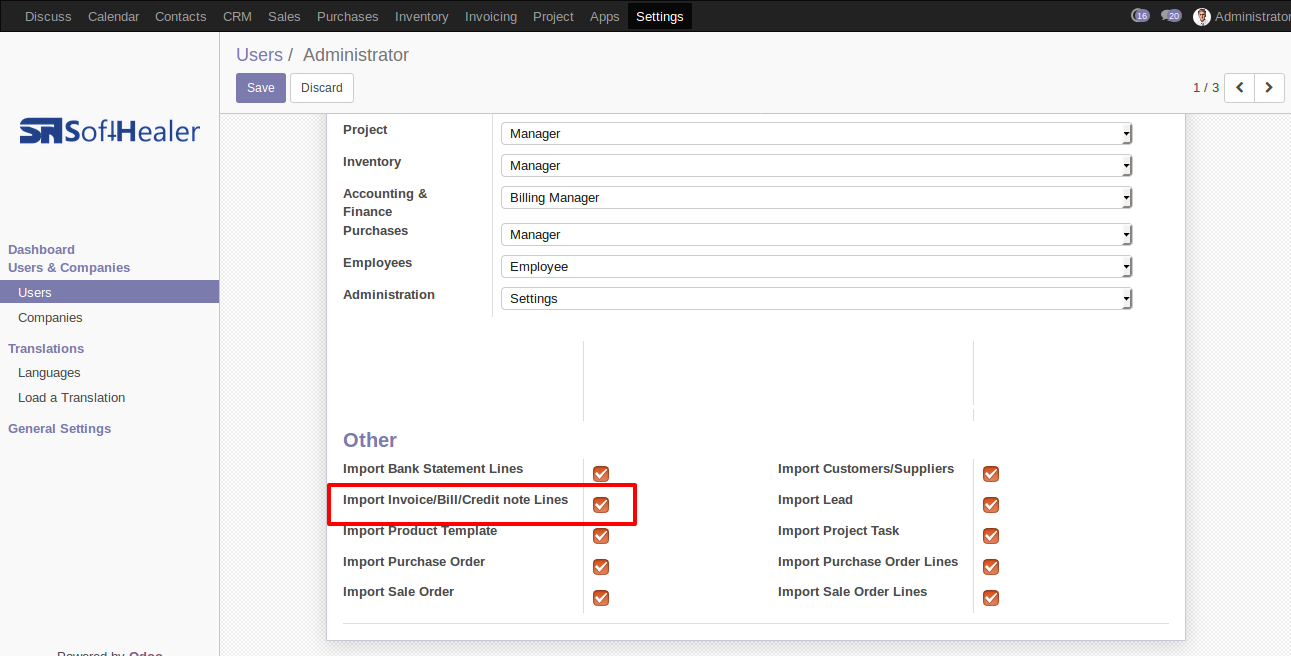 Discuss Calendar Contacts CRM Sales Purchases Inventory Invoicing Project Apps Settings 16 20 Administrator
Users / Administrator
Save Discard 1 / 3
SH SoftHealer
Dashboard
Users & Companies
Users
Companies
Translations
Languages
Load a Translation
General Settings
Powered by Odoo
Project Manager
Inventory Manager
Accounting &
Finance Billing Manager
Purchases Manager
Employees Employee
Administration Settings
Other
Import Bank Statement Lines Import Customers/Suppliers
Import Invoice/Bill/Credit note Lines Import Lead
Import Product Template Import Project Task
Import Purchase Order Import Purchase Order Lines
Import Sale Order Import Sale Order Lines